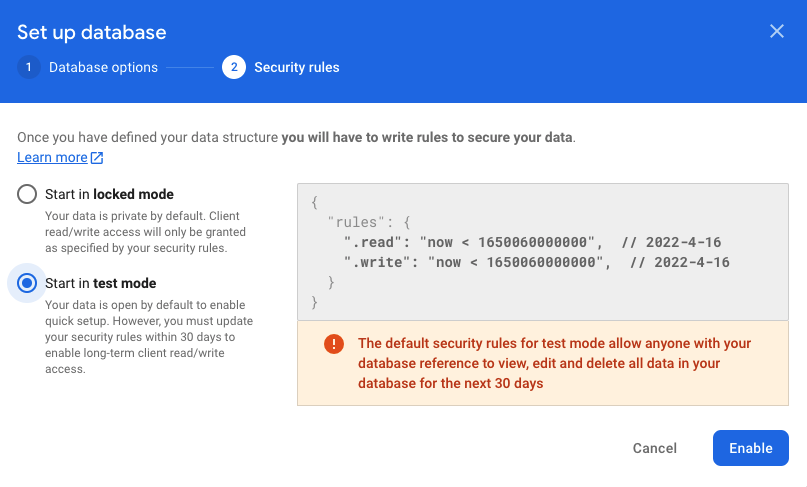 Set up database
1 Database options 2 Security rules
Once you have defined your data structure you will have to write rules to secure your data.
Learn more
Start in locked mode
Your data is private by default. Client
read/write access will only be granted
as specified by your security rules.
Start in test mode
Your data is open by default to enable
quick setup. However, you must update
your security rules within 30 days to
enable long-term client read/write
access.
{
"rules": {
".read": "now < 1650060000000", // 2022-4-16
".write": "now < 1650060000000", // 2022-4-16
}
}
The default security rules for test mode allow anyone with your
database reference to view, edit and delete all data in your
database for the next 30 days
Cancel Enable